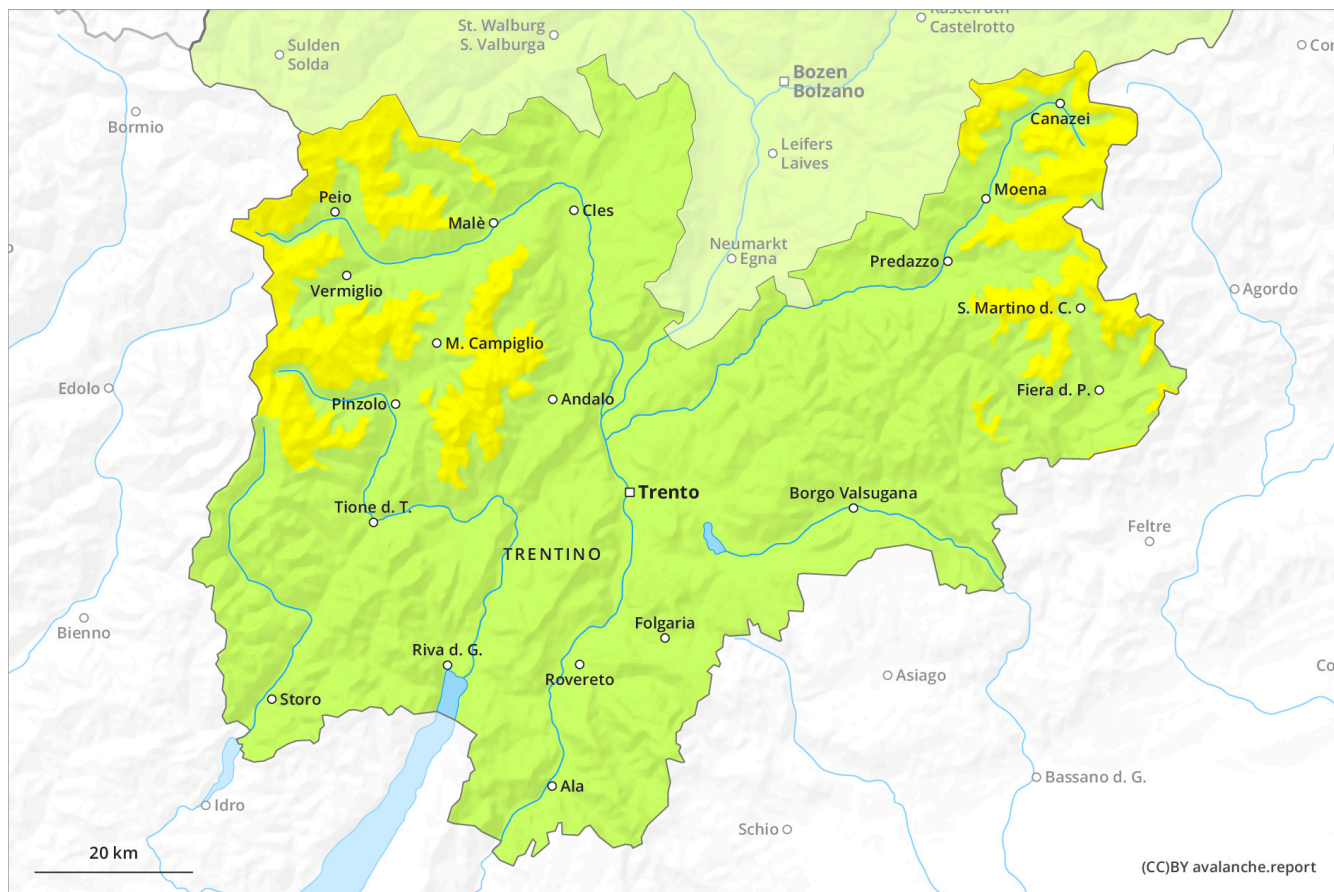 Kastelruth
Castelrotto
St. Walburg
S. Valburga
Sulden
Solda
Cor
Bozen
Bolzano
Bormio
Canazei
Leifers
Laives
Moena
Peio
Malè
Cles
Neumarkt
Egna
Predazzo
Vermiglio
Agordo
S. Martino d. C.
M. Campiglio
Edolo
Fiera d. P.
Pinzolo
Andalo
Trento
Borgo Valsugana
Tione d. T.
Feltre
TRENTINO
Bienno
Folgaria
Riva d. G.
Rovereto
Asiago
Co
Storo
Bassano d. G.
Ala
Idro
Schio
20 km
(CC)BY avalanche.report